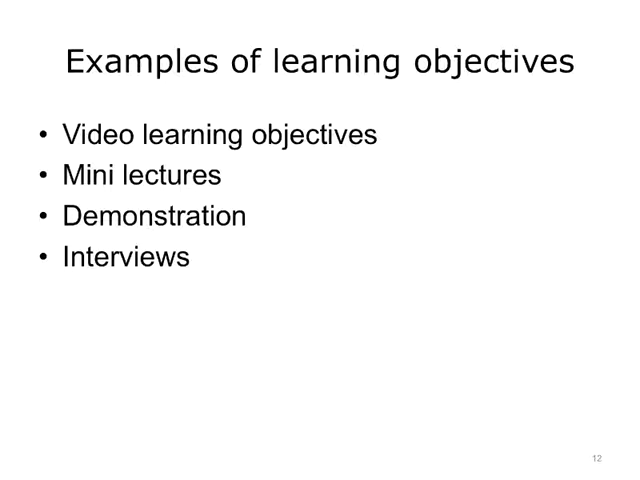 Examples of learning objectives
• Video learning objectives
• Mini lectures
• Demonstration
• Interviews
12